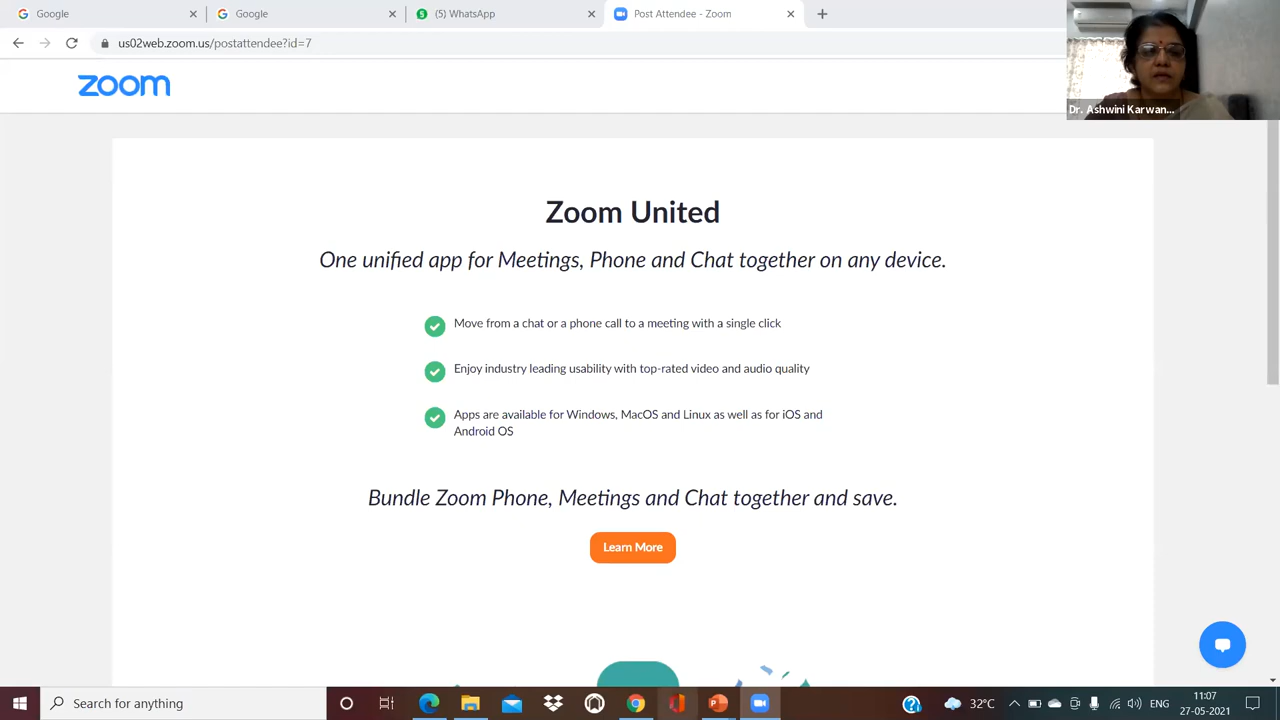 Google
Google
(5) WhatsApp
Post Attendee - Zoom
us02web.zoom.us/postattendee?id=7
zoom
Dr. Ashwini Karwan...
Zoom United
One unified app for Meetings, Phone and Chat together on any device.
Move from a chat or a phone call to a meeting with a single click
Enjoy industry leading usability with top-rated video and audio quality
Apps are available for Windows, MacOS and Linux as well as for iOS and
Android OS
Bundle Zoom Phone, Meetings and Chat together and save.
Learn More
Search for anything
32°C
ENG
11:07
27-05-2021